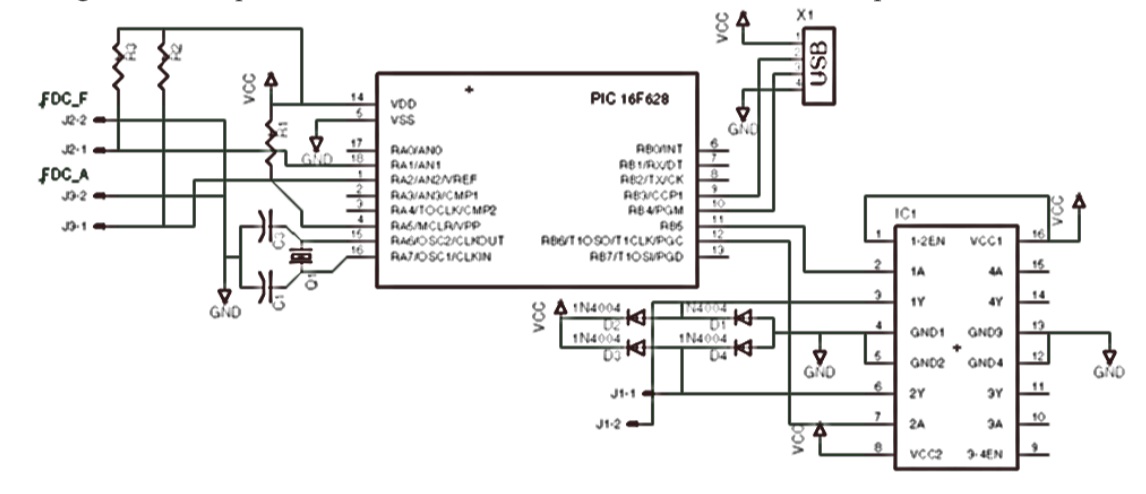 X1
VCC
USB
GND
R3
R2
VCC
R1
FDC_F
J2-2
J2-1
FDC_A
J3-2
J3-1
GND
C3
C1
Q1
GND
PIC 16F628
14 VDD
5 VSS
17 RA0/AN0
18 RA1/AN1
1 RA2/AN2/VREF
2 RA3/AN3/CMP1
3 RA4/TOCLK/CMP2
4 RA5/MCLR/VPP
15 RA6/OSC2/CLKOUT
16 RA7/OSC1/CLKIN
RB0/INT 6
RB1/RX/DT 7
RB2/TX/CK 8
RB3/CCP1 9
RB4/PGM 10
RB5 11
RB6/T1OSO/T1CLK/PGC 12
RB7/T1OSI/PGD 13
VCC
1N4004
D2
1N4004
D1
1N4004
D3
1N4004
D4
GND
J1-1
J1-2
VCC
IC1
VCC
1 1-2EN VCC1 16
2 1A 4A 15
3 1Y 4Y 14
4 GND1 GND3 13
5 GND2 GND4 12
6 2Y 3Y 11
7 2A 3A 10
8 VCC2 3-4EN 9
GND